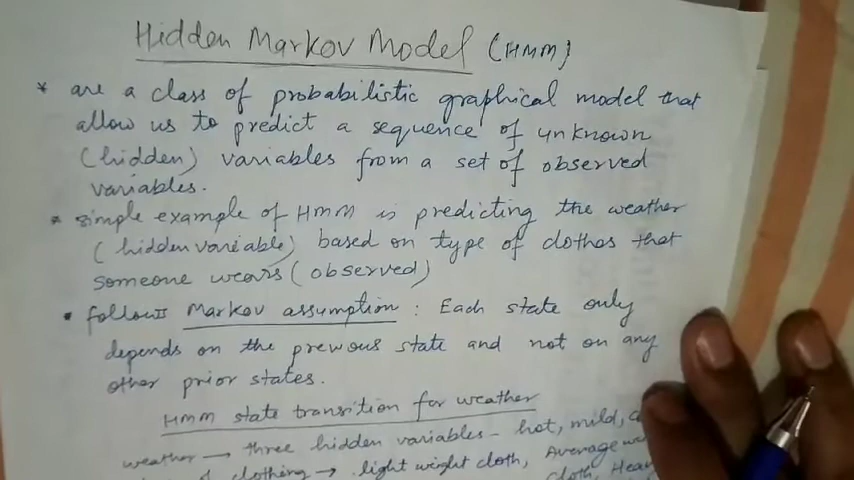 Hidden Markov Model (HMM)
* are a class of probabilistic graphical model that
allow us to predict a sequence of unknown
(hidden) variables from a set of observed
variables.
* simple example of HMM is predicting the weather
(hidden variable) based on type of clothes that
someone wears (observed)
• follows Markov assumption : Each state only
depends on the previous state and not on any
other prior states.
HMM state transition for weather
weather → three hidden variables - hot, mild,
of clothing → light weight cloth, Average
cloth,